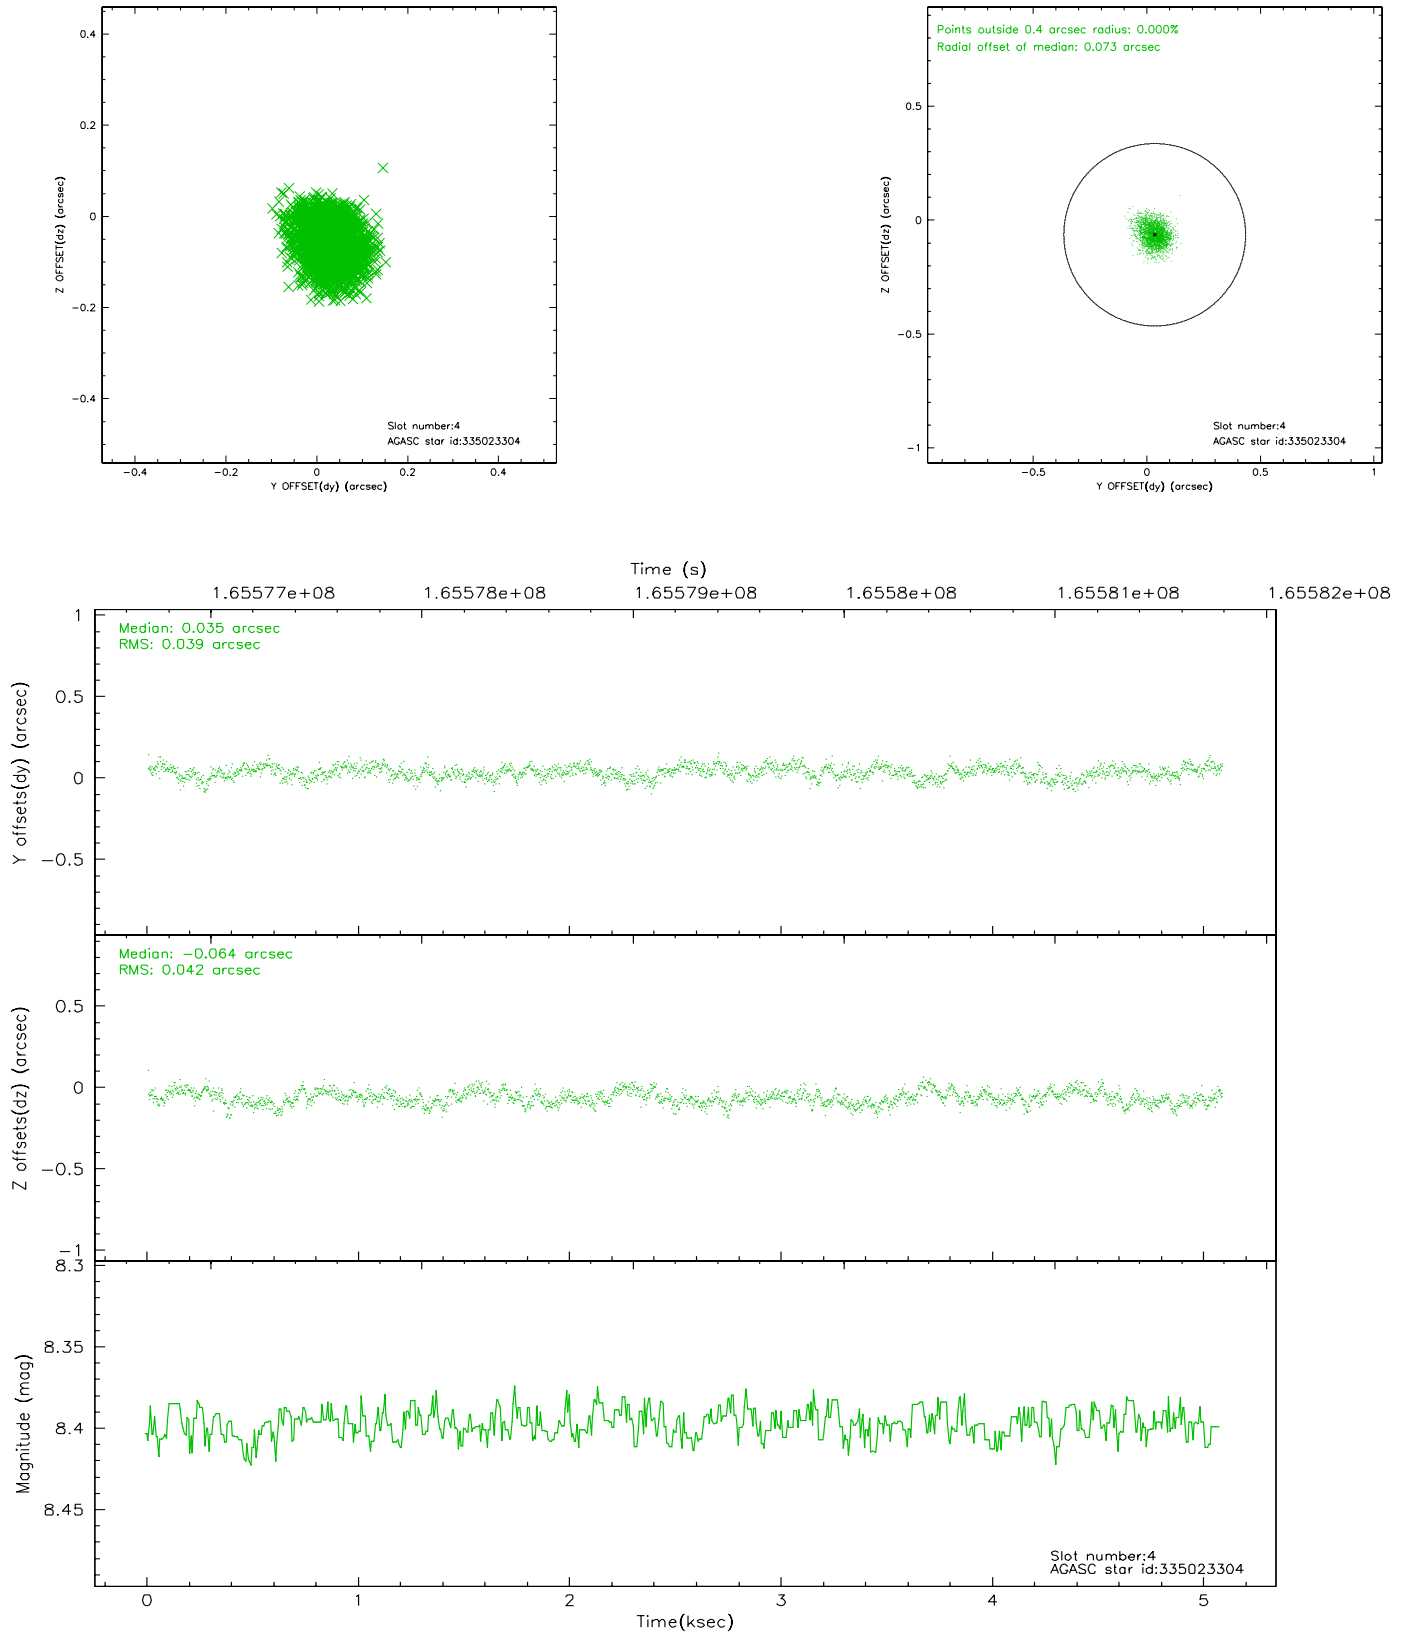 0.4
0.2
0
−0.2
−0.4
Z OFFSET(dz) (arcsec)
Slot number:4
AGASC star id:335023304
−0.4 −0.2 0 0.2 0.4
Y OFFSET(dy) (arcsec)
Points outside 0.4 arcsec radius: 0.000%
Radial offset of median: 0.073 arcsec
0.5
0
−0.5
−1
Z OFFSET(dz) (arcsec)
Slot number:4
AGASC star id:335023304
−0.5 0 0.5 1
Y OFFSET(dy) (arcsec)
Time (s)
1.65577e+08 1.65578e+08 1.65579e+08 1.6558e+08 1.65581e+08 1.65582e+08
Median: 0.035 arcsec
RMS: 0.039 arcsec
1
0.5
0
−0.5
Y offsets(dy) (arcsec)
Median: −0.064 arcsec
RMS: 0.042 arcsec
0.5
0
−0.5
−1
Z offsets(dz) (arcsec)
8.3
8.35
8.4
8.45
Magnitude (mag)
Slot number:4
AGASC star id:335023304
0 1 2 3 4 5
Time(ksec)